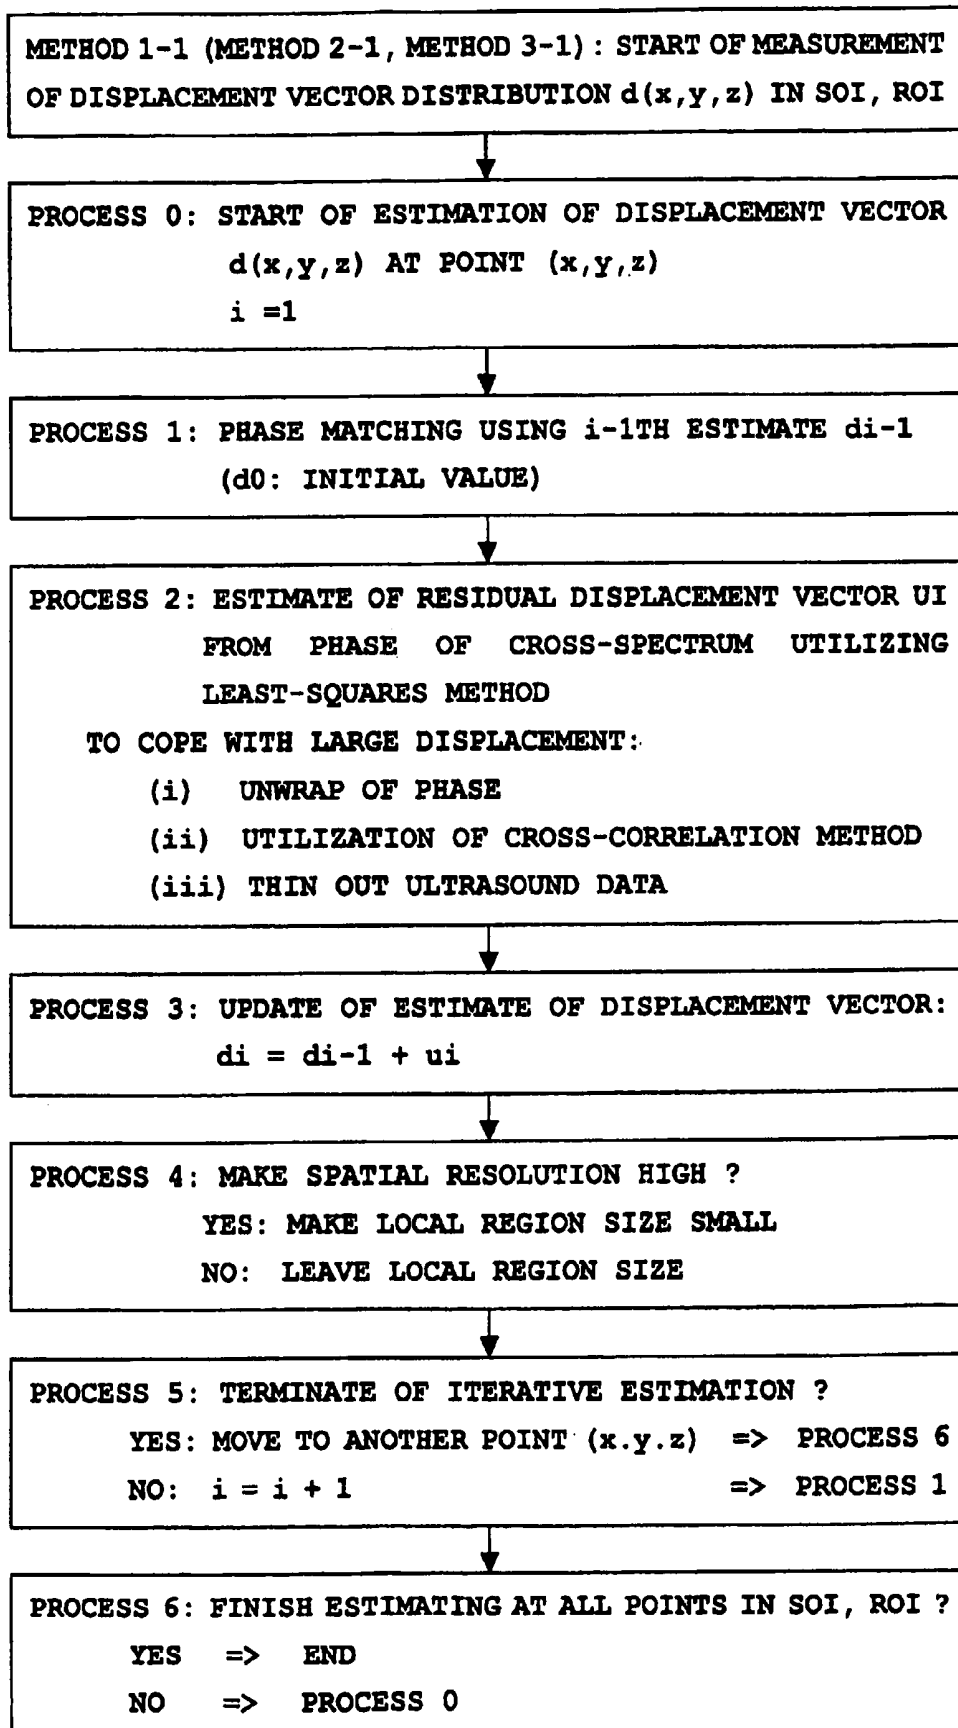 METHOD 1-1 (METHOD 2-1, METHOD 3-1) : START OF MEASUREMENT
OF DISPLACEMENT VECTOR DISTRIBUTION d(x,y,z) IN SOI, ROI
PROCESS 0: START OF ESTIMATION OF DISPLACEMENT VECTOR
d(x,y,z) AT POINT (x,y,z)
i =1
PROCESS 1: PHASE MATCHING USING i-1TH ESTIMATE di-1
(d0: INITIAL VALUE)
PROCESS 2: ESTIMATE OF RESIDUAL DISPLACEMENT VECTOR UI
FROM PHASE OF CROSS-SPECTRUM UTILIZING
LEAST-SQUARES METHOD
TO COPE WITH LARGE DISPLACEMENT:
(i) UNWRAP OF PHASE
(ii) UTILIZATION OF CROSS-CORRELATION METHOD
(iii) THIN OUT ULTRASOUND DATA
PROCESS 3: UPDATE OF ESTIMATE OF DISPLACEMENT VECTOR:
di = di-1 + ui
PROCESS 4: MAKE SPATIAL RESOLUTION HIGH ?
YES: MAKE LOCAL REGION SIZE SMALL
NO: LEAVE LOCAL REGION SIZE
PROCESS 5: TERMINATE OF ITERATIVE ESTIMATION ?
YES: MOVE TO ANOTHER POINT (x.y.z) => PROCESS 6
NO: i = i + 1 => PROCESS 1
PROCESS 6: FINISH ESTIMATING AT ALL POINTS IN SOI, ROI ?
YES => END
NO => PROCESS 0